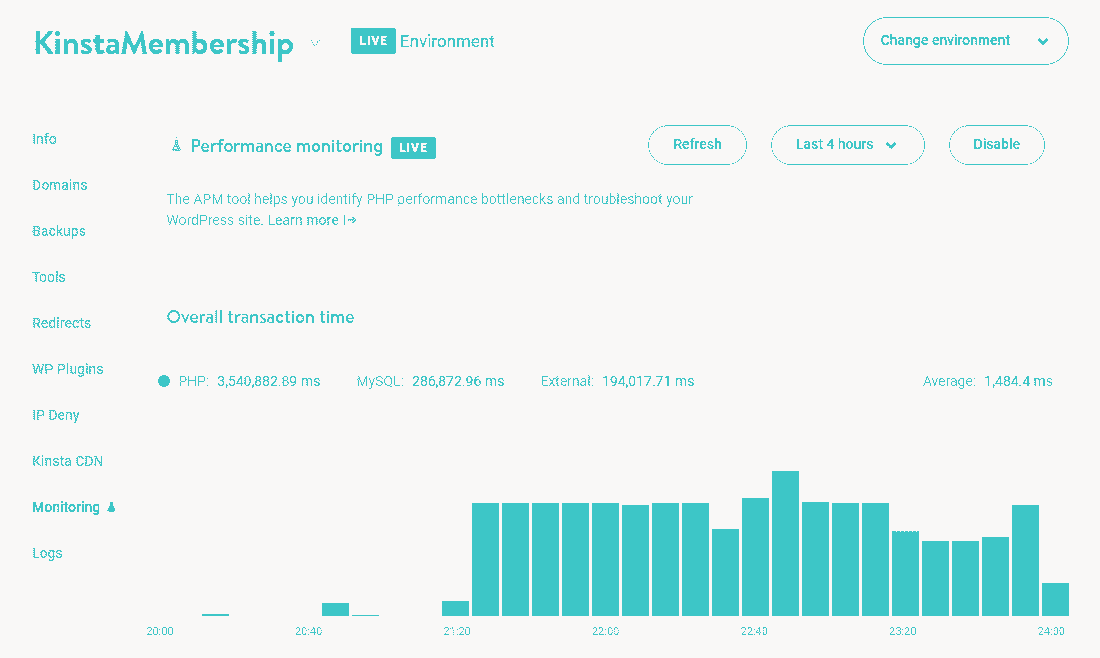 KinstaMembership LIVE Environment Change environment
Info
Performance monitoring LIVE Refresh Last 4 hours Disable
Domains
The APM tool helps you identify PHP performance bottlenecks and troubleshoot your
WordPress site. Learn more
Backups
Tools
Redirects
Overall transaction time
WP Plugins
PHP: 3,540,882.89 ms MySQL: 286,872.96 ms External: 194,017.71 ms Average: 1,484.4 ms
IP Deny
Kinsta CDN
Monitoring
Logs
20:00 20:40 21:20 22:00 22:40 23:20 24:00